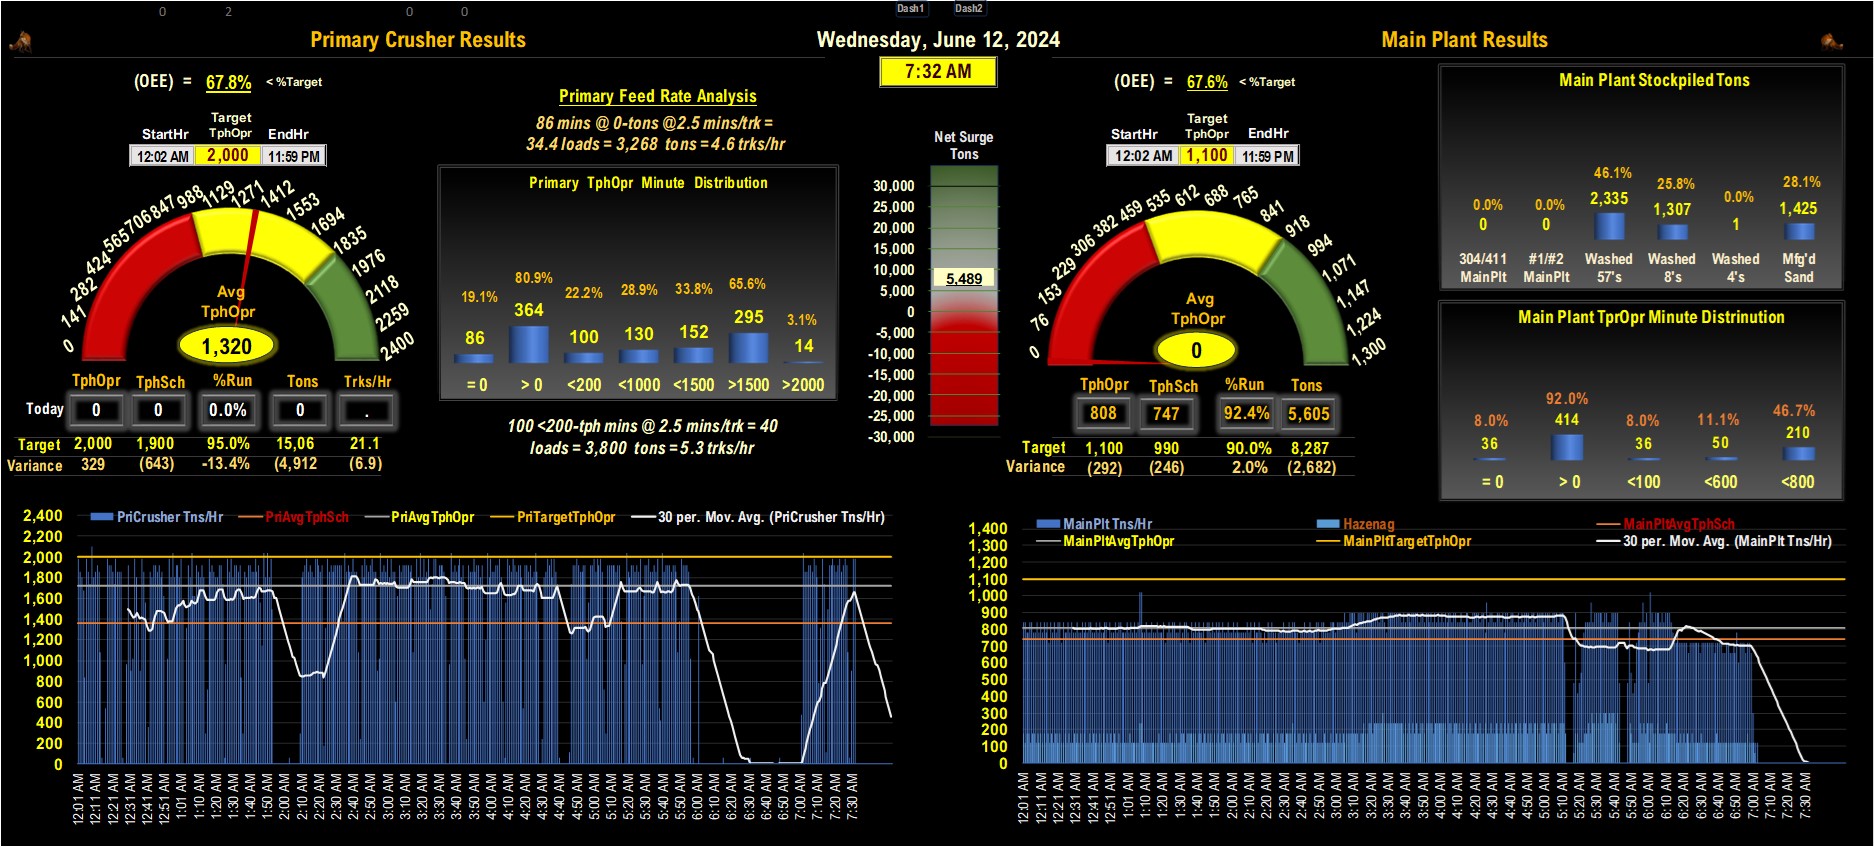 0 2 0 0 Dash1 Dash2
Primary Crusher Results
Wednesday, June 12, 2024
Main Plant Results
7:32 AM
(OEE) = 67.8% < %Target
Target
StartHr TphOpr EndHr
12:02 AM 2,000 11:59 PM
0 141 282 424 565 706 847 988 1129 1271 1412 1553 1694 1835 1976 2118 2259 2400
Avg
TphOpr
1,320
TphOpr TphSch %Run Tons Trks/Hr
Today 0 0 0.0% 0 .
Target 2,000 1,900 95.0% 15,06 21.1
Variance 329 (643) -13.4% (4,912 (6.9)
Primary Feed Rate Analysis
86 mins @ 0-tons @2.5 mins/trk =
34.4 loads = 3,268 tons = 4.6 trks/hr
Primary TphOpr Minute Distribution
19.1% 80.9% 22.2% 28.9% 33.8% 65.6% 3.1%
86 364 100 130 152 295 14
= 0 > 0 <200 <1000 <1500 >1500 >2000
100 <200-tph mins @ 2.5 mins/trk = 40
loads = 3,800 tons = 5.3 trks/hr
Net Surge
Tons
30,000
25,000
20,000
15,000
10,000
5,489
5,000
0
-5,000
-10,000
-15,000
-20,000
-25,000
-30,000
(OEE) = 67.6% < %Target
Target
StartHr TphOpr EndHr
12:02 AM 1,100 11:59 PM
0 76 153 229 306 382 459 535 612 688 765 841 918 994 1,071 1,147 1,224 1,300
Avg
TphOpr
0
TphOpr TphSch %Run Tons
808 747 92.4% 5,605
Target 1,100 990 90.0% 8,287
Variance (292) (246) 2.0% (2,682)
Main Plant Stockpiled Tons
0.0% 0.0% 46.1% 25.8% 0.0% 28.1%
0 0 2,335 1,307 1 1,425
304/411 #1/#2 Washed Washed Washed Mfg'd
MainPlt MainPlt 57's 8's 4's Sand
Main Plant TprOpr Minute Distrinution
8.0% 92.0% 8.0% 11.1% 46.7%
36 414 36 50 210
= 0 > 0 <100 <600 <800
PriCrusher Tns/Hr PriAvgTphSch PriAvgTphOpr PriTargetTphOpr 30 per. Mov. Avg. (PriCrusher Tns/Hr)
2,400
2,200
2,000
1,800
1,600
1,400
1,200
1,000
800
600
400
200
0
12:01 AM 12:11 AM 12:21 AM 12:31 AM 12:41 AM 12:51 AM 1:01 AM 1:10 AM 1:20 AM 1:30 AM 1:40 AM 1:50 AM 2:00 AM 2:10 AM 2:20 AM 2:30 AM 2:40 AM 2:50 AM 3:00 AM 3:10 AM 3:20 AM 3:30 AM 3:40 AM 3:50 AM 4:00 AM 4:10 AM 4:20 AM 4:30 AM 4:40 AM 4:50 AM 5:00 AM 5:10 AM 5:20 AM 5:30 AM 5:40 AM 5:50 AM 6:00 AM 6:10 AM 6:20 AM 6:30 AM 6:40 AM 6:50 AM 7:00 AM 7:10 AM 7:20 AM 7:30 AM
MainPlt Tns/Hr Hazenag MainPltAvgTphSch
MainPltAvgTphOpr MainPltTargetTphOpr 30 per. Mov. Avg. (MainPlt Tns/Hr)
1,400
1,300
1,200
1,100
1,000
900
800
700
600
500
400
300
200
100
0
12:01 AM 12:11 AM 12:21 AM 12:31 AM 12:41 AM 12:51 AM 1:01 AM 1:10 AM 1:20 AM 1:30 AM 1:40 AM 1:50 AM 2:00 AM 2:10 AM 2:20 AM 2:30 AM 2:40 AM 2:50 AM 3:00 AM 3:10 AM 3:20 AM 3:30 AM 3:40 AM 3:50 AM 4:00 AM 4:10 AM 4:20 AM 4:30 AM 4:40 AM 4:50 AM 5:00 AM 5:10 AM 5:20 AM 5:30 AM 5:40 AM 5:50 AM 6:00 AM 6:10 AM 6:20 AM 6:30 AM 6:40 AM 6:50 AM 7:00 AM 7:10 AM 7:20 AM 7:30 AM